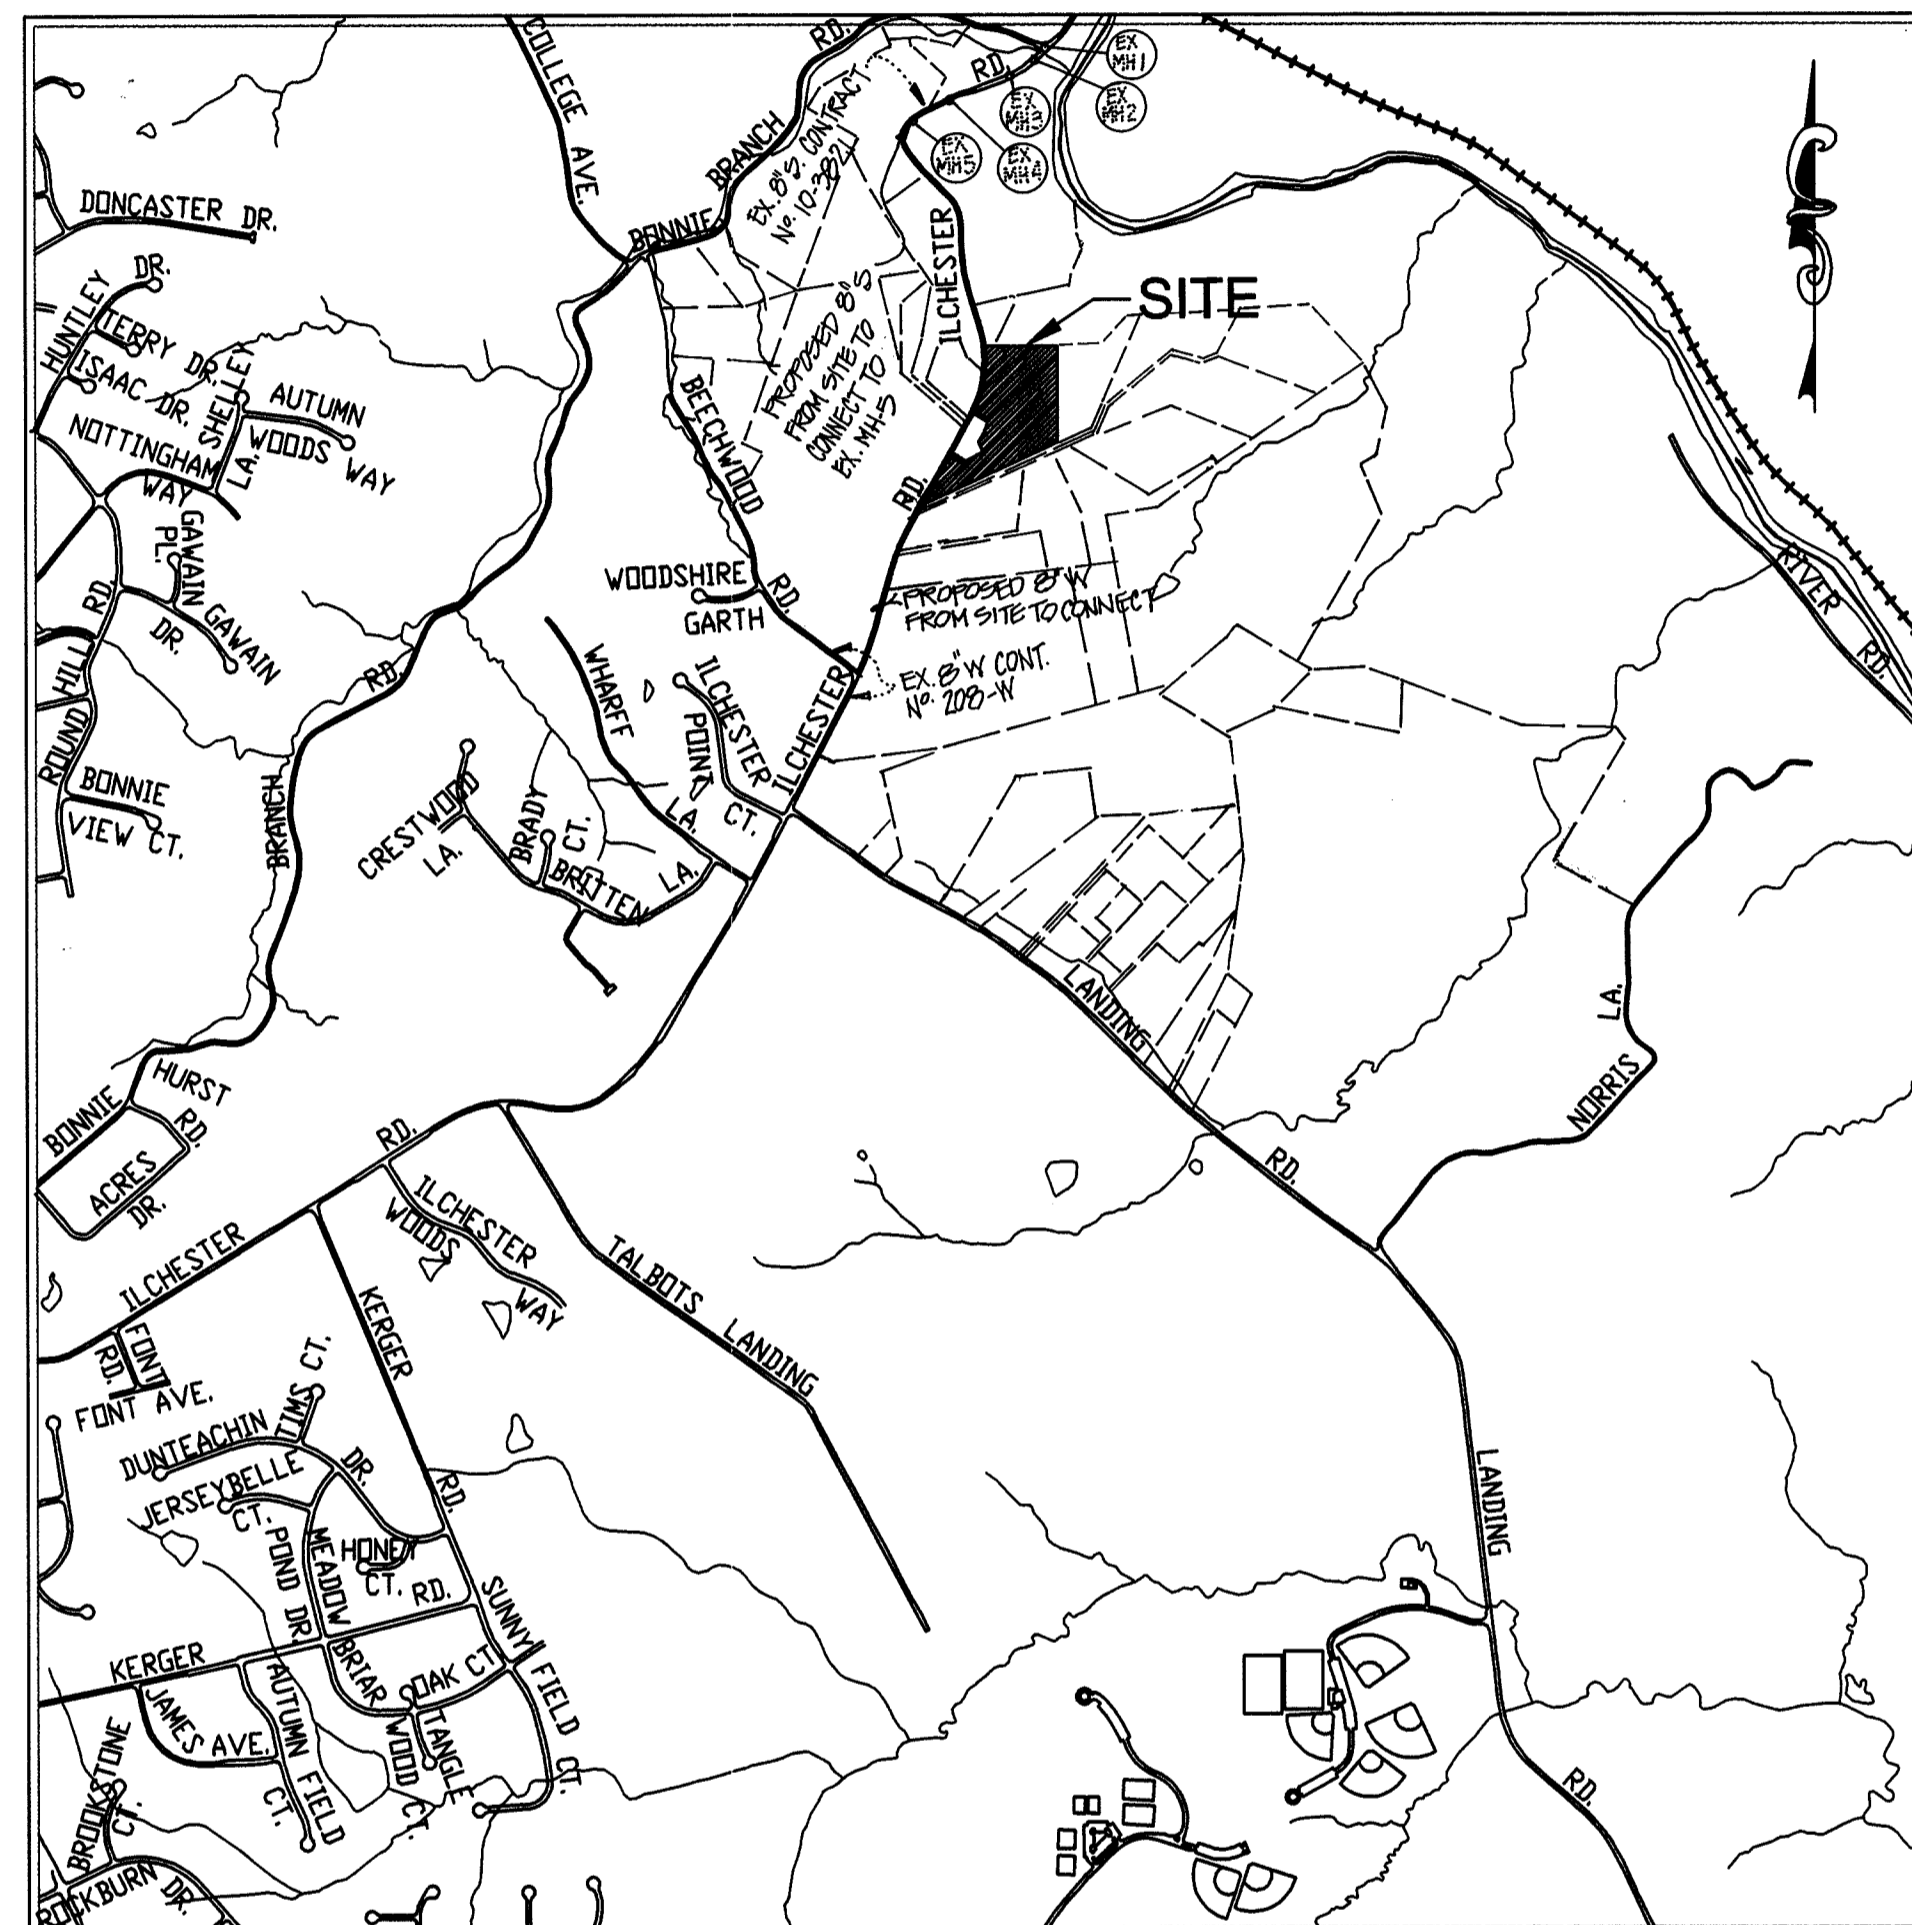 COLLEGE AVE.
BONNIE BRANCH RD.
RD.
EX MH1
EX MH2
EX MH3
EX MH4
EX MH5
EX. 8" S. CONTRACT
Nº. 10-3821
DONCASTER DR.
HUNTLEY DR.
TERRY DR.
ISAAC DR.
SHELLEY LA.
AUTUMN
WOODS WAY
NOTTINGHAM
WAY
GAWAIN PL.
GAWAIN DR.
ROUND HILL RD.
BONNIE
VIEW CT.
ILCHESTER RD.
SITE
PROPOSED 8" S
FROM SITE TO
CONNECT TO
EX. MH-5
BEECHWOOD RD.
WOODSHIRE
GARTH
PROPOSED 8" W
FROM SITE TO CONNECT
EX. 8" W CONT.
Nº. 208-W
RIVER RD.
WHARFF LA.
ILCHESTER
POINT CT.
ILCHESTER
CRESTWOOD
LA.
BRADY
CT.
BRITTEN LA.
BRANCH RD.
BONNIE
HURST
RD.
ACRES
DR.
LANDING RD.
NORRIS LA.
ILCHESTER RD.
ILCHESTER
WOODS
WAY
TALBOTS LANDING
KERGER RD.
FONT
RD.
FONT AVE.
TIMS CT.
DUNTEACHIN DR.
JERSEYBELLE
CT.
MEADOW
POND DR.
HONEY
CT.
KERGER RD.
SUNNY FIELD CT.
BRIAR OAK CT
JAMES AVE.
AUTUMN FIELD
CT.
TANGLE
WOOD CT.
BROOKSTONE
CT.
ROCKBURN DR.
LANDING RD.